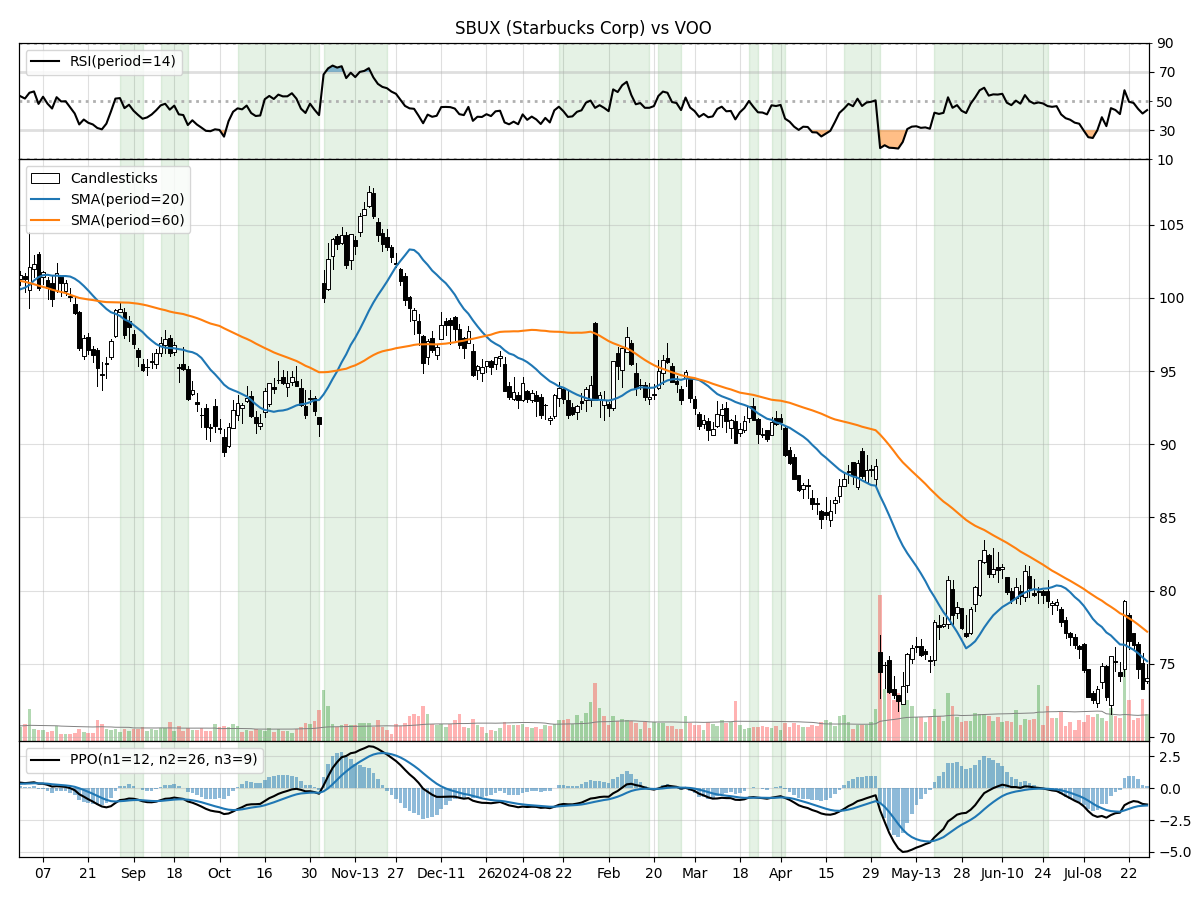 SBUX (Starbucks Corp) vs VOO
RSI(period=14)
90
70
50
30
10
Candlesticks
SMA(period=20)
SMA(period=60)
105
100
95
90
85
80
75
70
PPO(n1=12, n2=26, n3=9)
2.5
0.0
−2.5
−5.0
07 21 Sep 18 Oct 16 30 Nov-13 27 Dec-11 26 2024-08 22 Feb 20 Mar 18 Apr 15 29 May-13 28 Jun-10 24 Jul-08 22